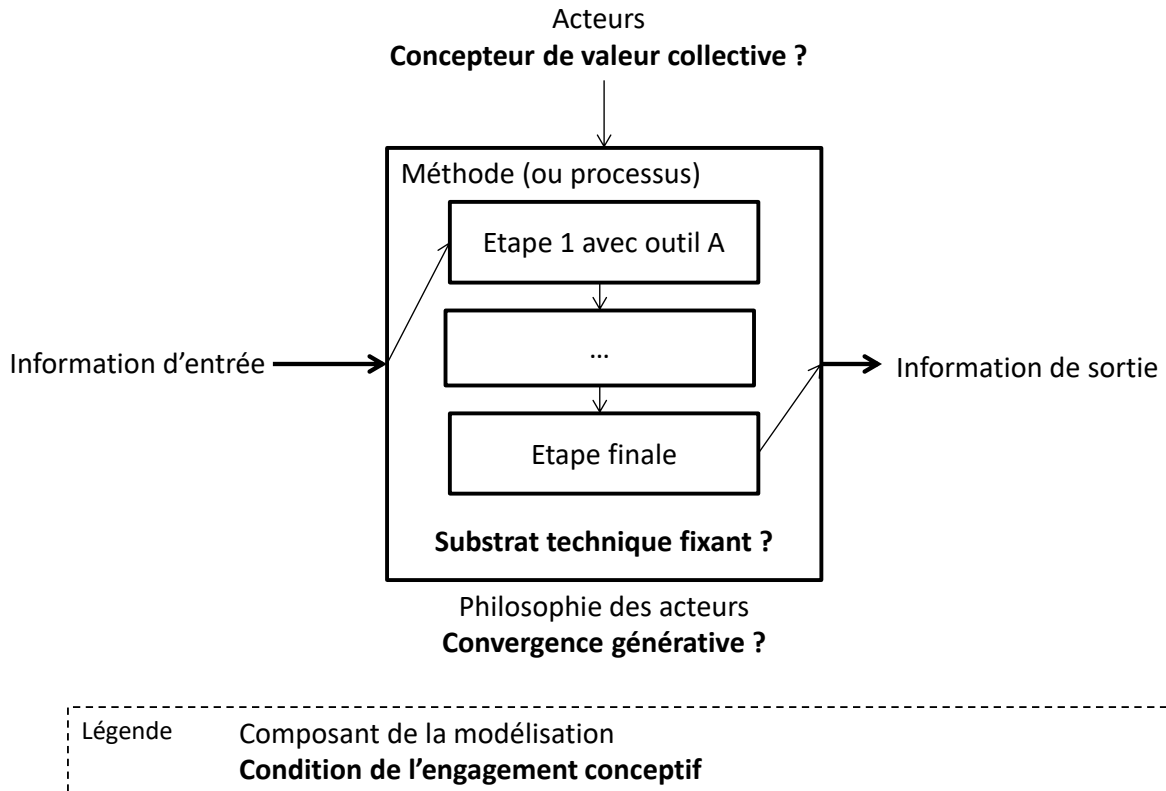 Acteurs
Concepteur de valeur collective ?
Méthode (ou processus)
Etape 1 avec outil A
...
Information d’entrée
Information de sortie
Etape finale
Substrat technique fixant ?
Philosophie des acteurs
Convergence générative ?
Légende
Composant de la modélisation
Condition de l’engagement conceptif